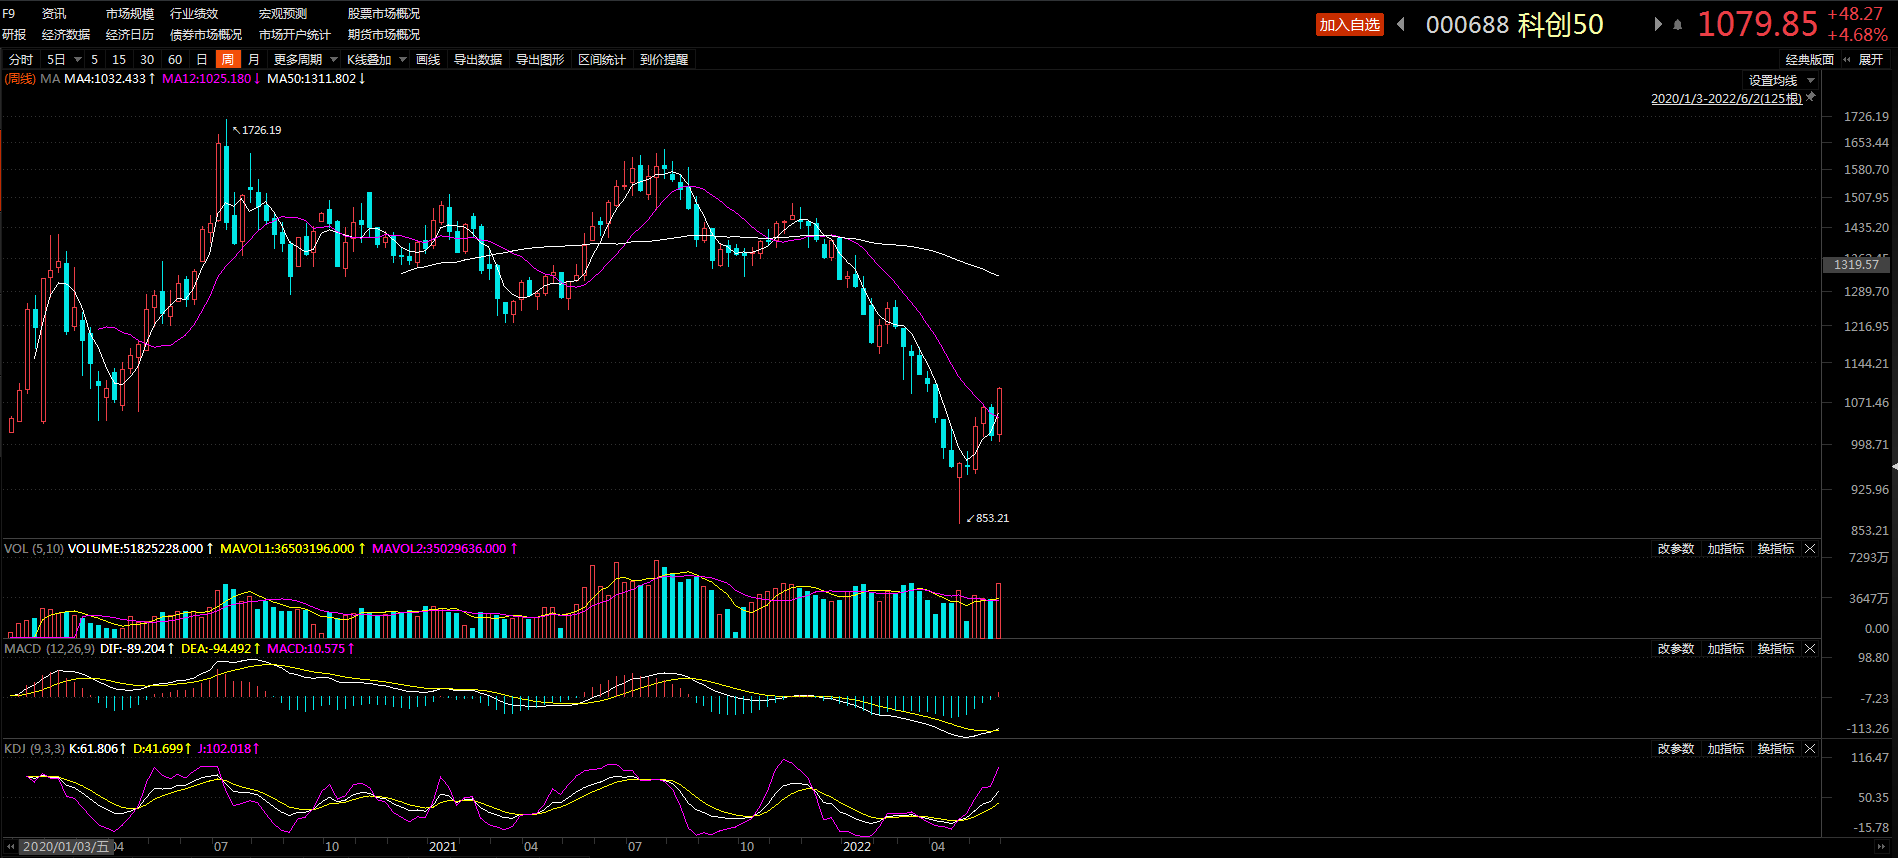 F9 资讯 市场规模 行业绩效 宏观预测 股票市场概况
研报 经济数据 经济日历 债券市场概况 市场开户统计 期货市场概况
加入自选 000688 科创50 1079.85 +48.27
+4.68%
分时 5日 5 15 30 60 日 周 月 更多周期 K线叠加 画线 导出数据 导出图形 区间统计 到价提醒 经典版面 展开
(周线) MA MA4:1032.433↑ MA12:1025.180↓ MA50:1311.802↓ 设置均线
2020/1/3-2022/6/2(125根)
1726.19
↖1726.19
1653.44
1580.70
1507.95
1435.20
1319.57
1289.70
1216.95
1144.21
1071.46
998.71
925.96
↙853.21
853.21
VOL (5,10) VOLUME:51825228.000↑ MAVOL1:36503196.000↑ MAVOL2:35029636.000↑ 改参数 加指标 换指标
7293万
3647万
0.00
MACD (12,26,9) DIF:-89.204↑ DEA:-94.492↑ MACD:10.575↑ 改参数 加指标 换指标
98.80
-7.23
-113.26
KDJ (9,3,3) K:61.806↑ D:41.699↑ J:102.018↑ 改参数 加指标 换指标
116.47
50.35
-15.78
2020/01/03/五 04 07 10 2021 04 07 10 2022 04